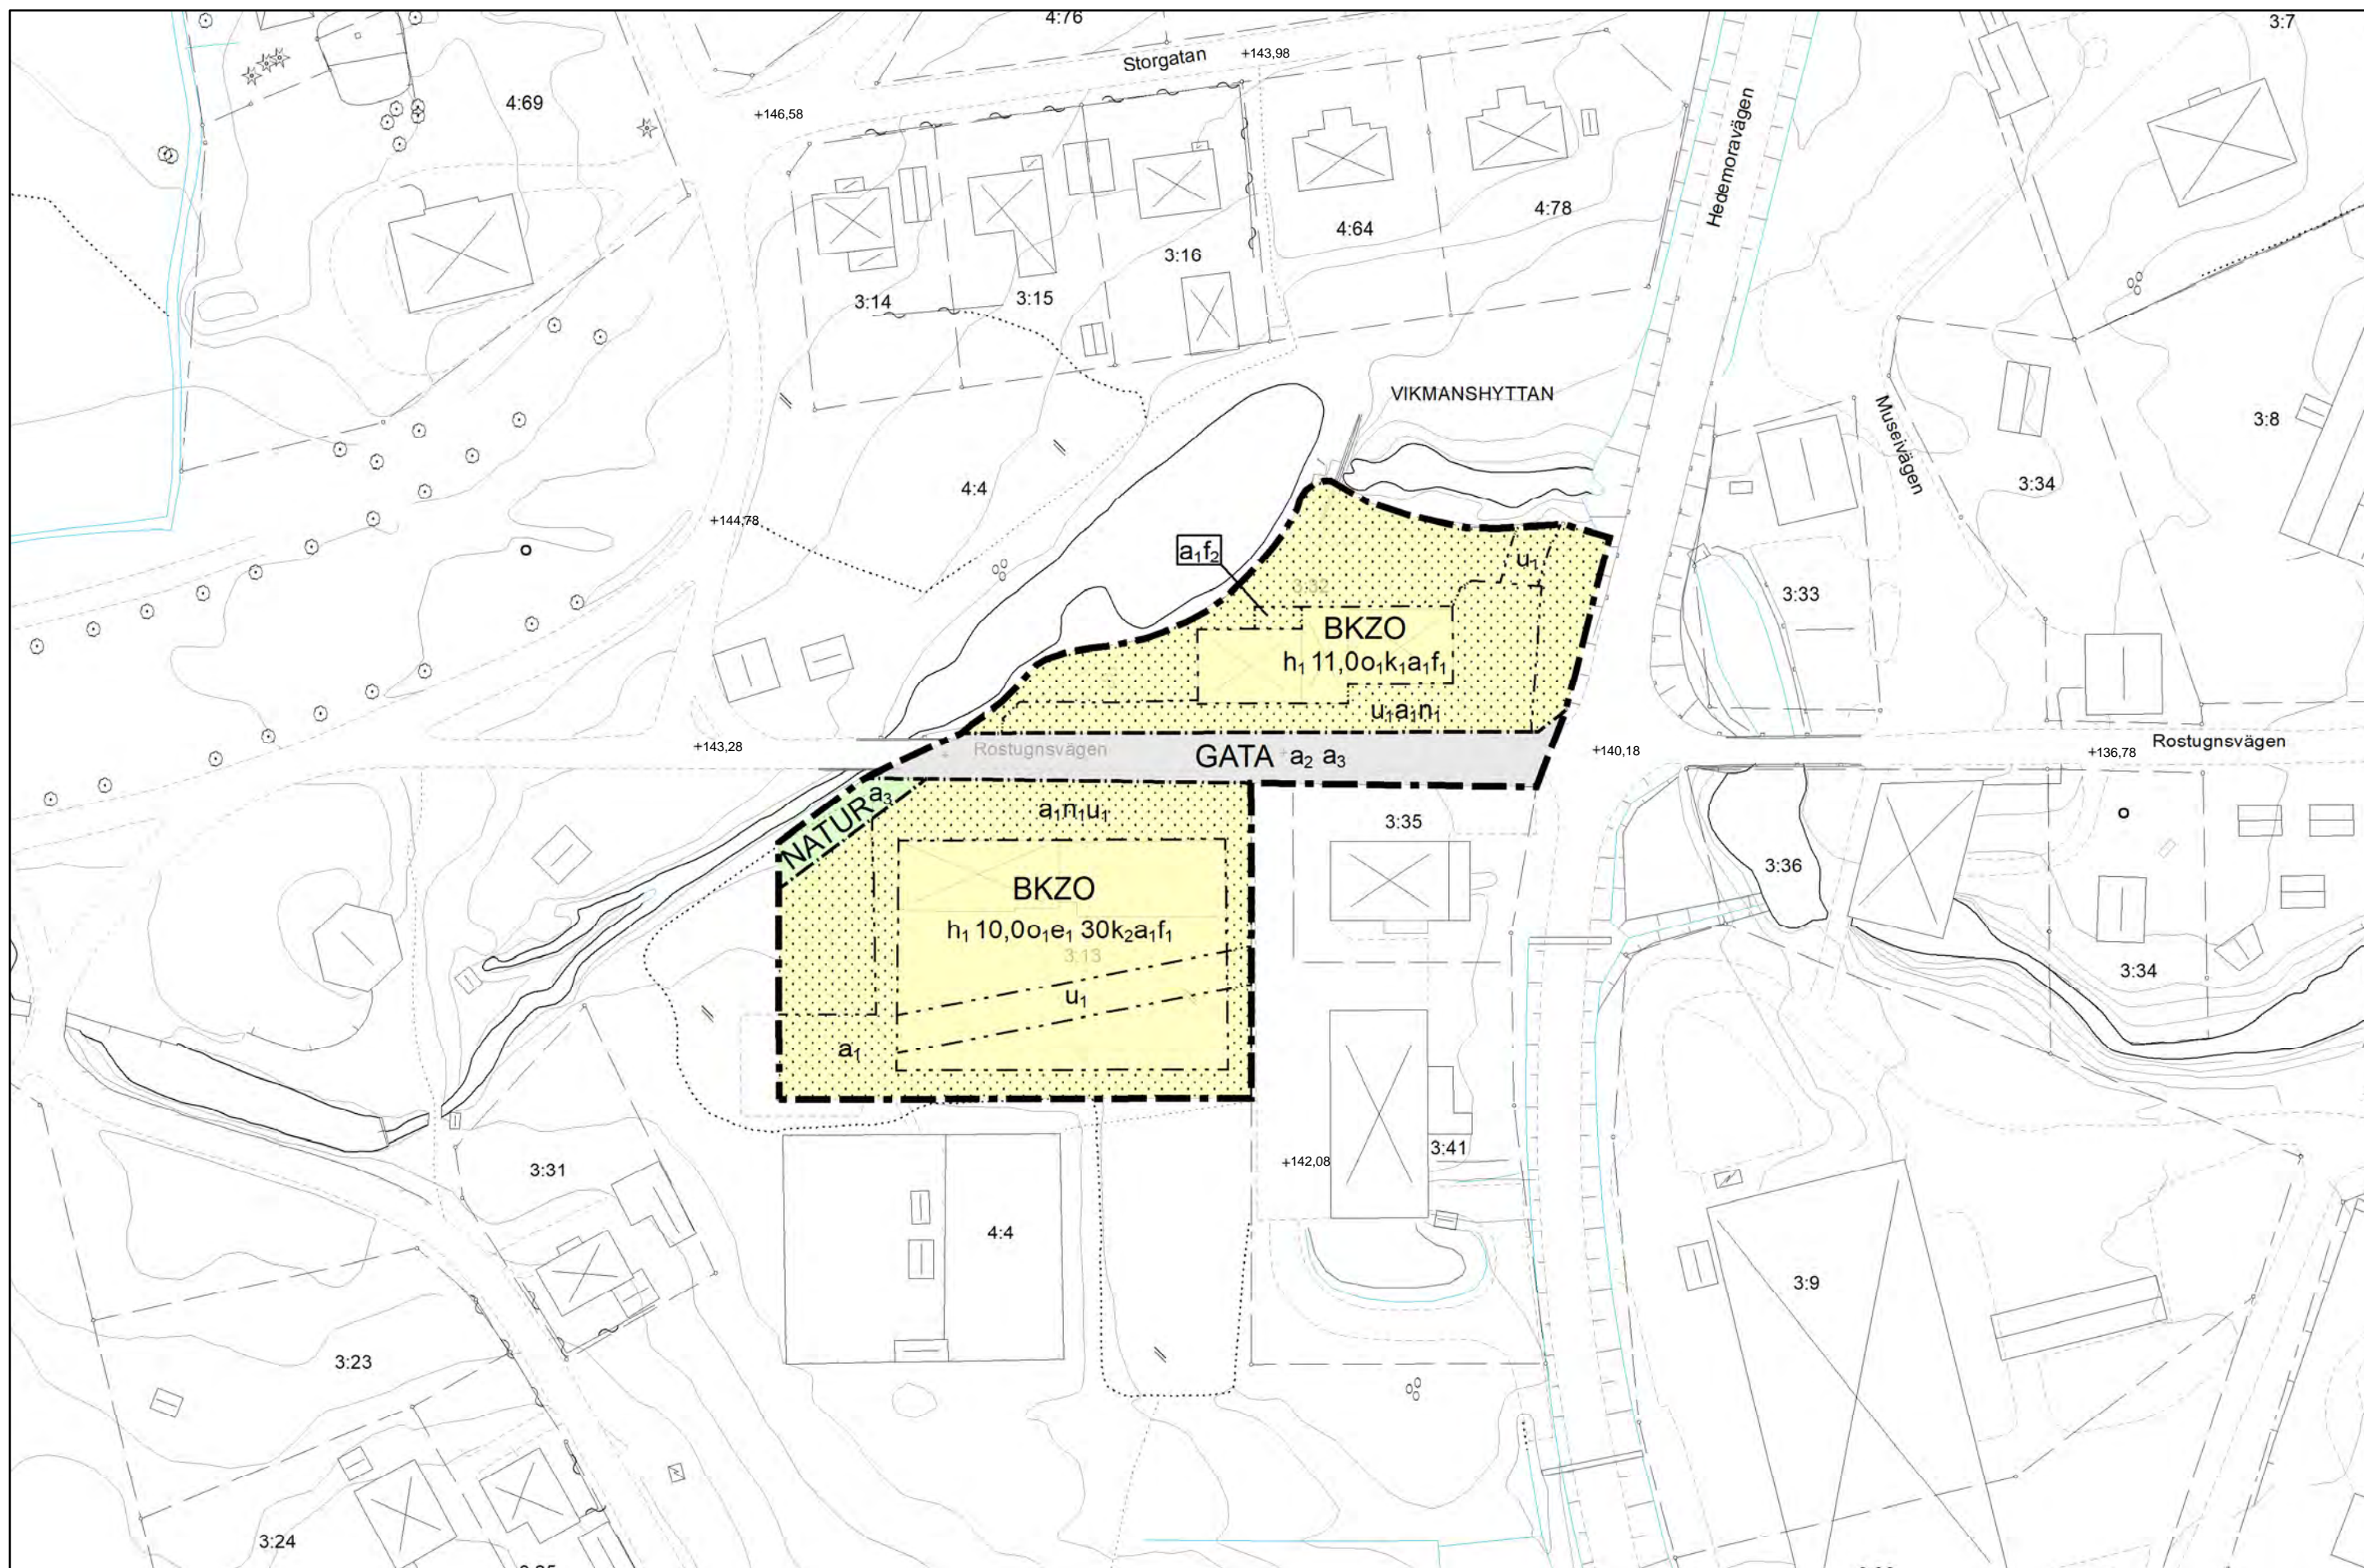 4:76
3:7
Storgatan
+143,98
4:69
+146,58
Hedemoravägen
4:78
4:64
3:16
3:14
3:15
VIKMANSHYTTAN
Museivägen
3:8
4:4
3:34
+144,78
a₁f₂
u₁
3:32
3:33
BKZO
h₁ 11,0o₁k₁a₁f₁
u₁a₁n₁
+143,28
Rostugnsvägen
GATA
a₂ a₃
+140,18
+136,78
Rostugnsvägen
NATUR
a₃
a₁n₁u₁
3:35
3:36
BKZO
h₁ 10,0o₁e₁ 30k₂a₁f₁
3:13
3:34
u₁
a₁
3:31
+142,08
3:41
4:4
3:9
3:23
3:24